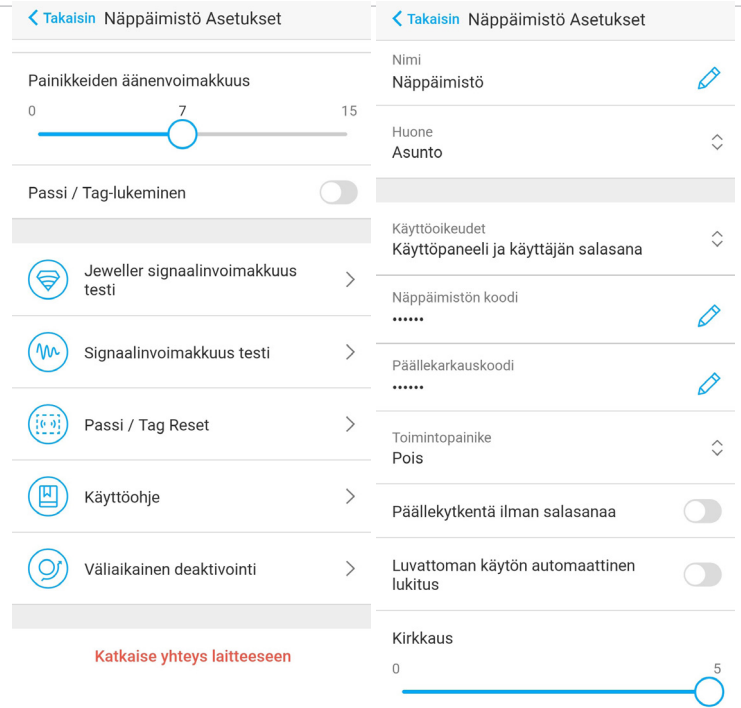 Takaisin Näppäimistö Asetukset
Painikkeiden äänenvoimakkuus
0 7 15
Passi / Tag-lukeminen
Jeweller signaalinvoimakkuus
testi
Signaalinvoimakkuus testi
Passi / Tag Reset
Käyttöohje
Väliaikainen deaktivointi
Katkaise yhteys laitteeseen
Takaisin Näppäimistö Asetukset
Nimi
Näppäimistö
Huone
Asunto
Käyttöoikeudet
Käyttöpaneeli ja käyttäjän salasana
Näppäimistön koodi
••••••
Päällekarkauskoodi
••••••
Toimintopainike
Pois
Päällekytkentä ilman salasanaa
Luvattoman käytön automaattinen
lukitus
Kirkkaus
0 5